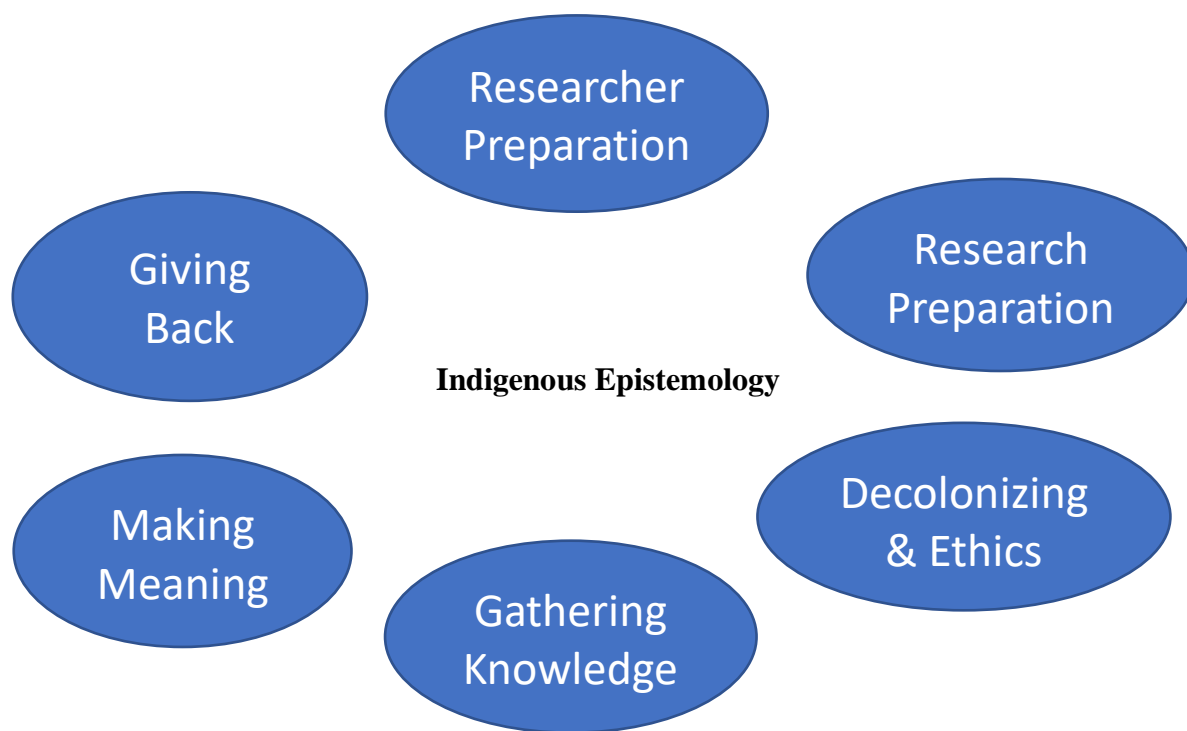 Researcher
Preparation
Research
Preparation
Giving
Back
Indigenous Epistemology
Decolonizing
& Ethics
Making
Meaning
Gathering
Knowledge